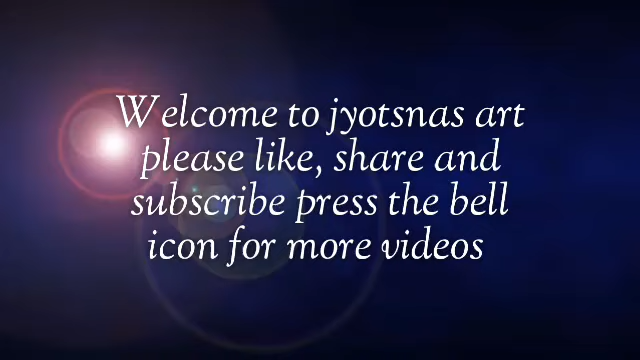 Welcome to jyotsnas art
please like, share and
subscribe press the bell
icon for more videos